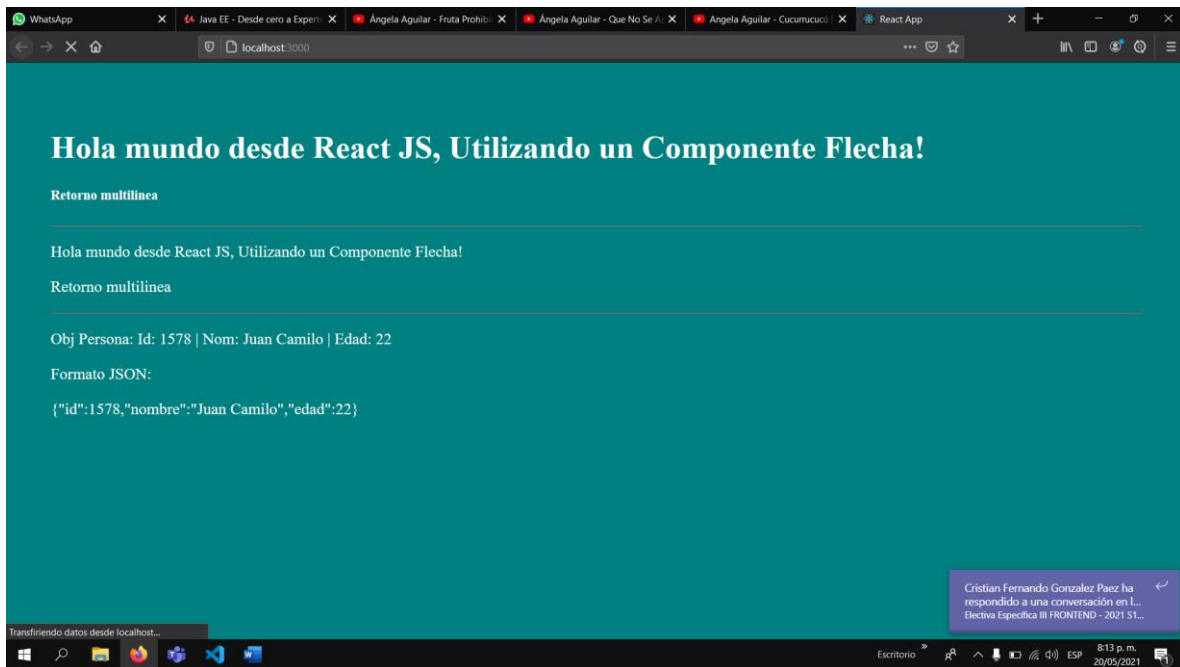 WhatsApp
Java EE - Desde cero a Experto
Ángela Aguilar - Fruta Prohibi
Ángela Aguilar - Que No Se A
Angela Aguilar - Cucurrucucú
React App
localhost:3000
Hola mundo desde React JS, Utilizando un Componente Flecha!
Retorno multilinea
Hola mundo desde React JS, Utilizando un Componente Flecha!
Retorno multilinea
Obj Persona: Id: 1578 | Nom: Juan Camilo | Edad: 22
Formato JSON:
{"id":1578,"nombre":"Juan Camilo","edad":22}
Cristian Fernando Gonzalez Paez ha
respondido a una conversación en l...
Electiva Específica III FRONTEND - 2021 S1...
Transfiriendo datos desde localhost...
Escritorio
ESP
8:13 p. m.
20/05/2021